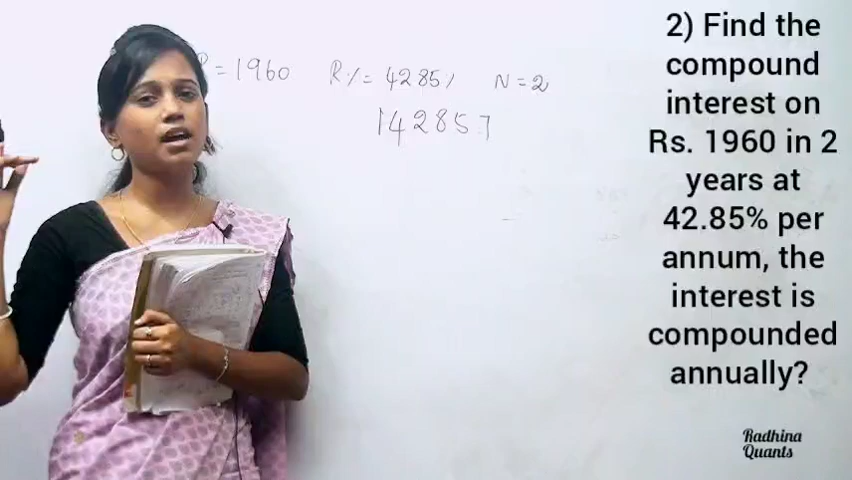 P = 1960 R% = 4285% N = 2
142857
2) Find the
compound
interest on
Rs. 1960 in 2
years at
42.85% per
annum, the
interest is
compounded
annually?
Radhina
Quants